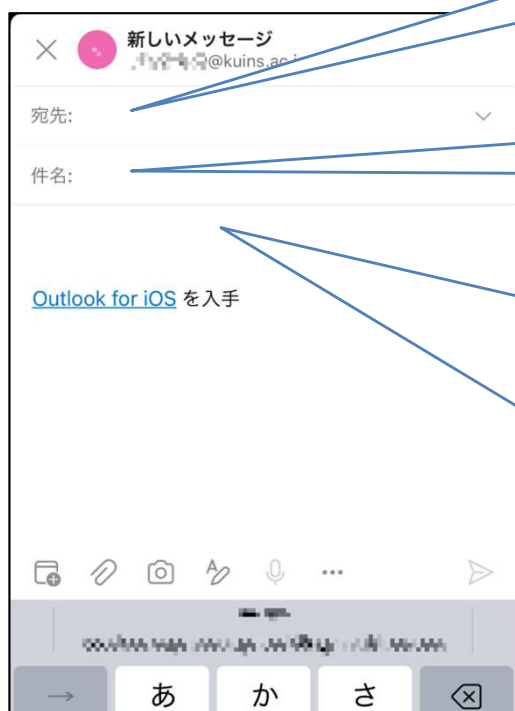 新しいメッセージ
@kuins.ac.j
宛先:
件名:
Outlook for iOS を入手
→ あ か さ